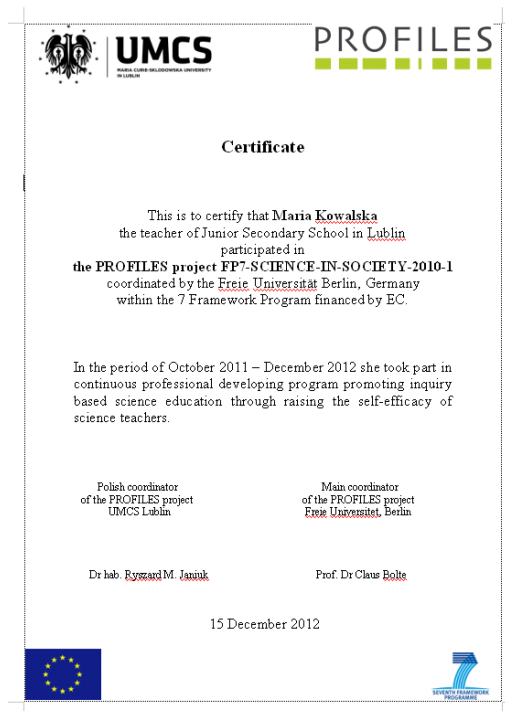 UMCS
MARIA CURIE-SKŁODOWSKA UNIVERSITY
IN LUBLIN
PROFILES
Certificate
This is to certify that Maria Kowalska
the teacher of Junior Secondary School in Lublin
participated in
the PROFILES project FP7-SCIENCE-IN-SOCIETY-2010-1
coordinated by the Freie Universität Berlin, Germany
within the 7 Framework Program financed by EC.
In the period of October 2011 – December 2012 she took part in
continuous professional developing program promoting inquiry
based science education through raising the self-efficacy of
science teachers.
Polish coordinator
of the PROFILES project
UMCS Lublin
Main coordinator
of the PROFILES project
Freie Universitet, Berlin
Dr hab. Ryszard M. Janiuk
Prof. Dr Claus Bolte
15 December 2012
7
SEVENTH FRAMEWORK
PROGRAMME